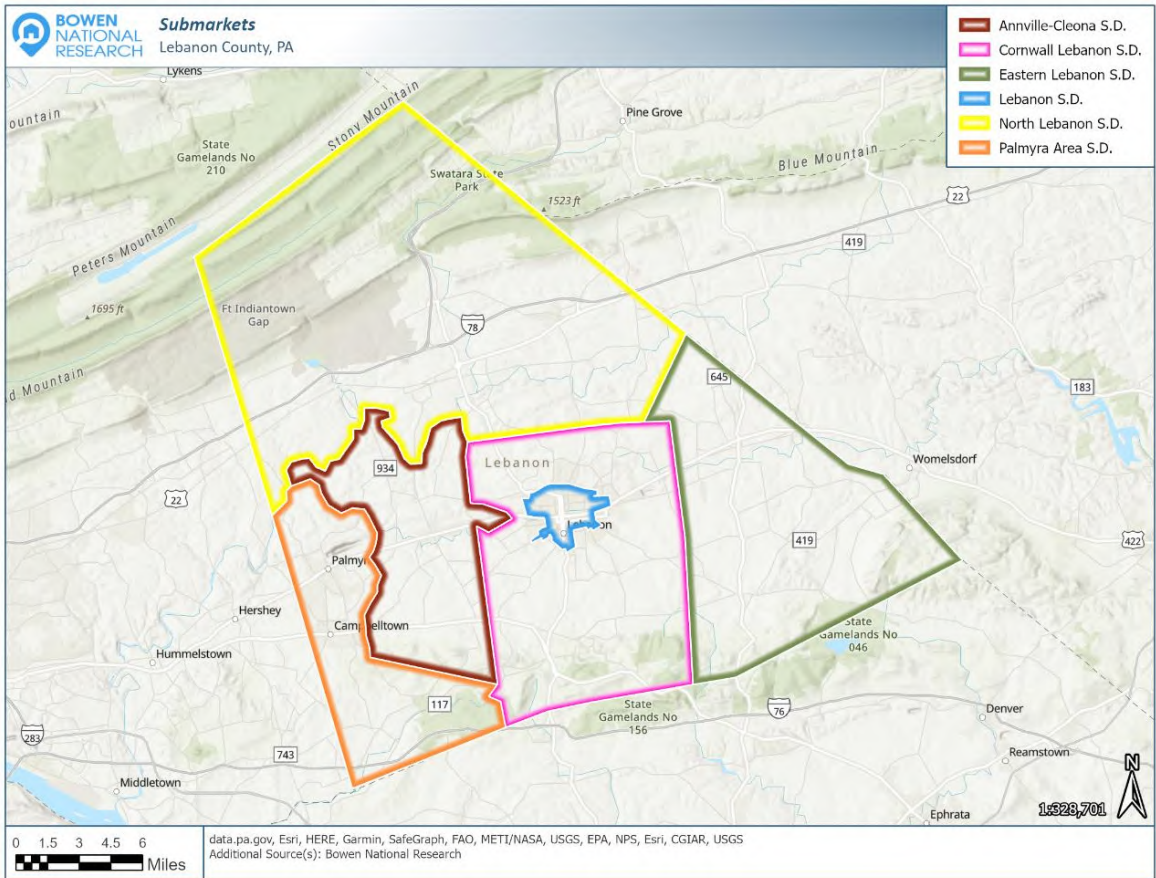 BOWEN
NATIONAL
RESEARCH
Submarkets
Lebanon County, PA
Annville-Cleona S.D.
Cornwall Lebanon S.D.
Eastern Lebanon S.D.
Lebanon S.D.
North Lebanon S.D.
Palmyra Area S.D.
Lykens
Stony Mountain
Pine Grove
State
Gamelands No
210
Swatara State
Park
Blue Mountain
1523 ft
22
419
Peters Mountain
1695 ft
Ft Indiantown
Gap
78
645
183
934
Lebanon
Womelsdorf
22
Lebanon
419
422
Palmyra
Hershey
Campbelltown
Hummelstown
State
Gamelands No
046
117
State
Gamelands No
156
76
Denver
283
743
Reamstown
Middletown
Ephrata
N
1:328,701
0 1.5 3 4.5 6
Miles
data.pa.gov, Esri, HERE, Garmin, SafeGraph, FAO, METI/NASA, USGS, EPA, NPS, Esri, CGIAR, USGS
Additional Source(s): Bowen National Research